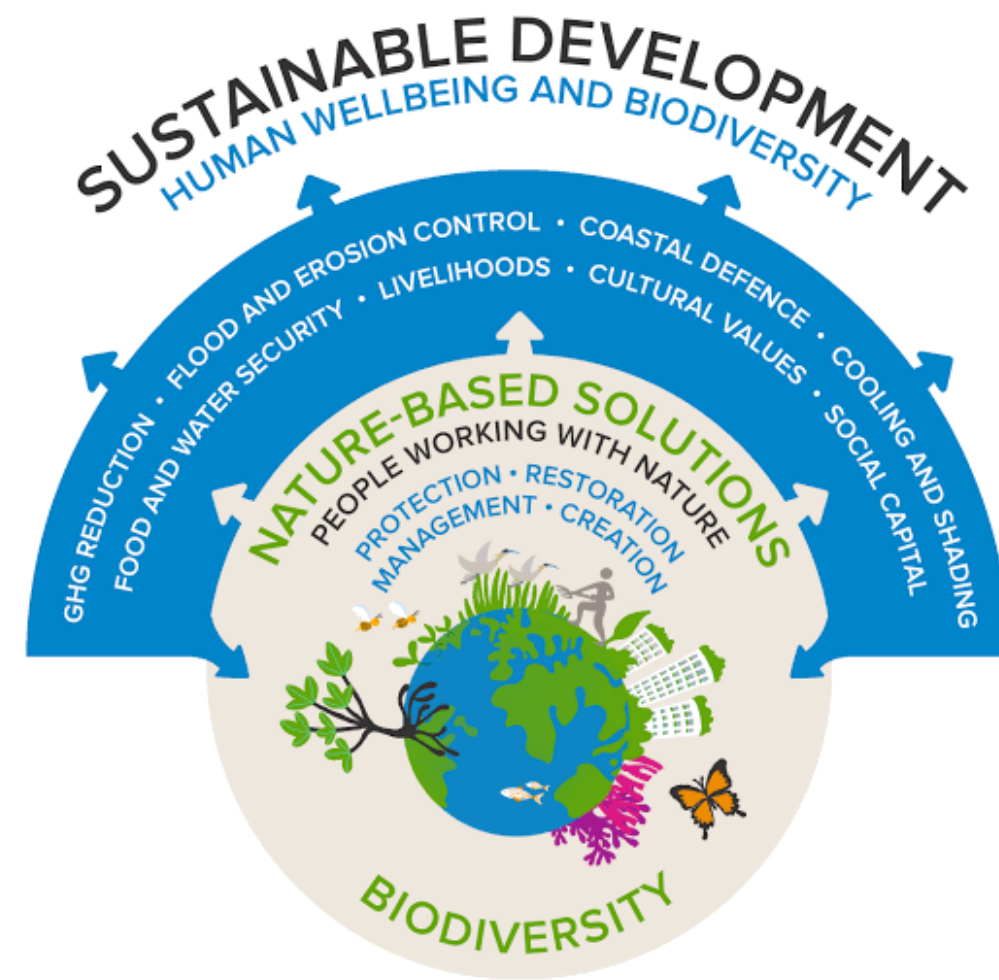 SUSTAINABLE DEVELOPMENT
HUMAN WELLBEING AND BIODIVERSITY
GHG REDUCTION • FLOOD AND EROSION CONTROL • COASTAL DEFENCE • COOLING AND SHADING
FOOD AND WATER SECURITY • LIVELIHOODS • CULTURAL VALUES • SOCIAL CAPITAL
NATURE-BASED SOLUTIONS
PEOPLE WORKING WITH NATURE
PROTECTION • RESTORATION
MANAGEMENT • CREATION
BIODIVERSITY